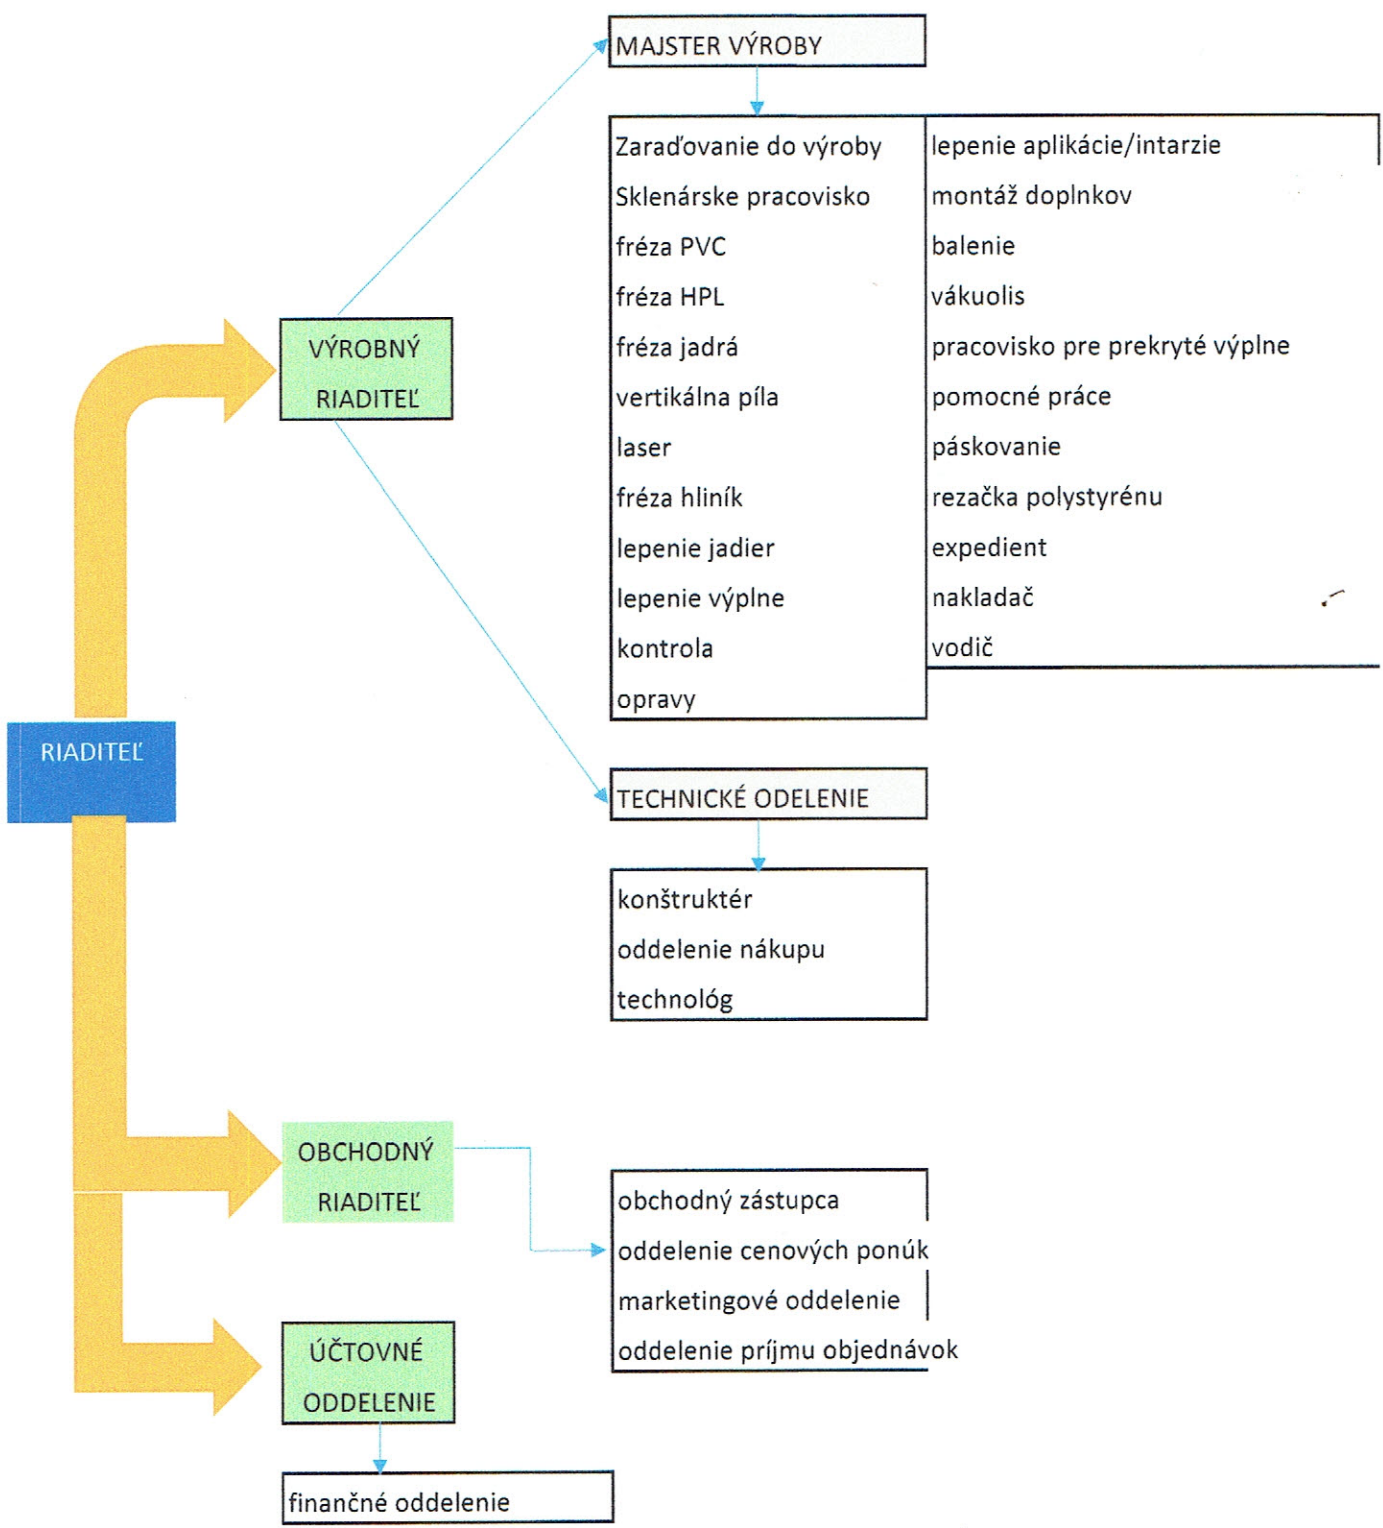 MAJSTER VÝROBY
Zaraďovanie do výroby
Sklenárske pracovisko
fréza PVC
fréza HPL
fréza jadrá
vertikálna píla
laser
fréza hliník
lepenie jadier
lepenie výplne
kontrola
opravy
lepenie aplikácie/intarzie
montáž doplnkov
balenie
vákuolis
pracovisko pre prekryté výplne
pomocné práce
páskovanie
rezačka polystyrénu
expedient
nakladač
vodič
VÝROBNÝ
RIADITEĽ
RIADITEĽ
TECHNICKÉ ODELENIE
konštruktér
oddelenie nákupu
technológ
OBCHODNÝ
RIADITEĽ
obchodný zástupca
oddelenie cenových ponúk
marketingové oddelenie
oddelenie príjmu objednávok
ÚČTOVNÉ
ODDELENIE
finančné oddelenie